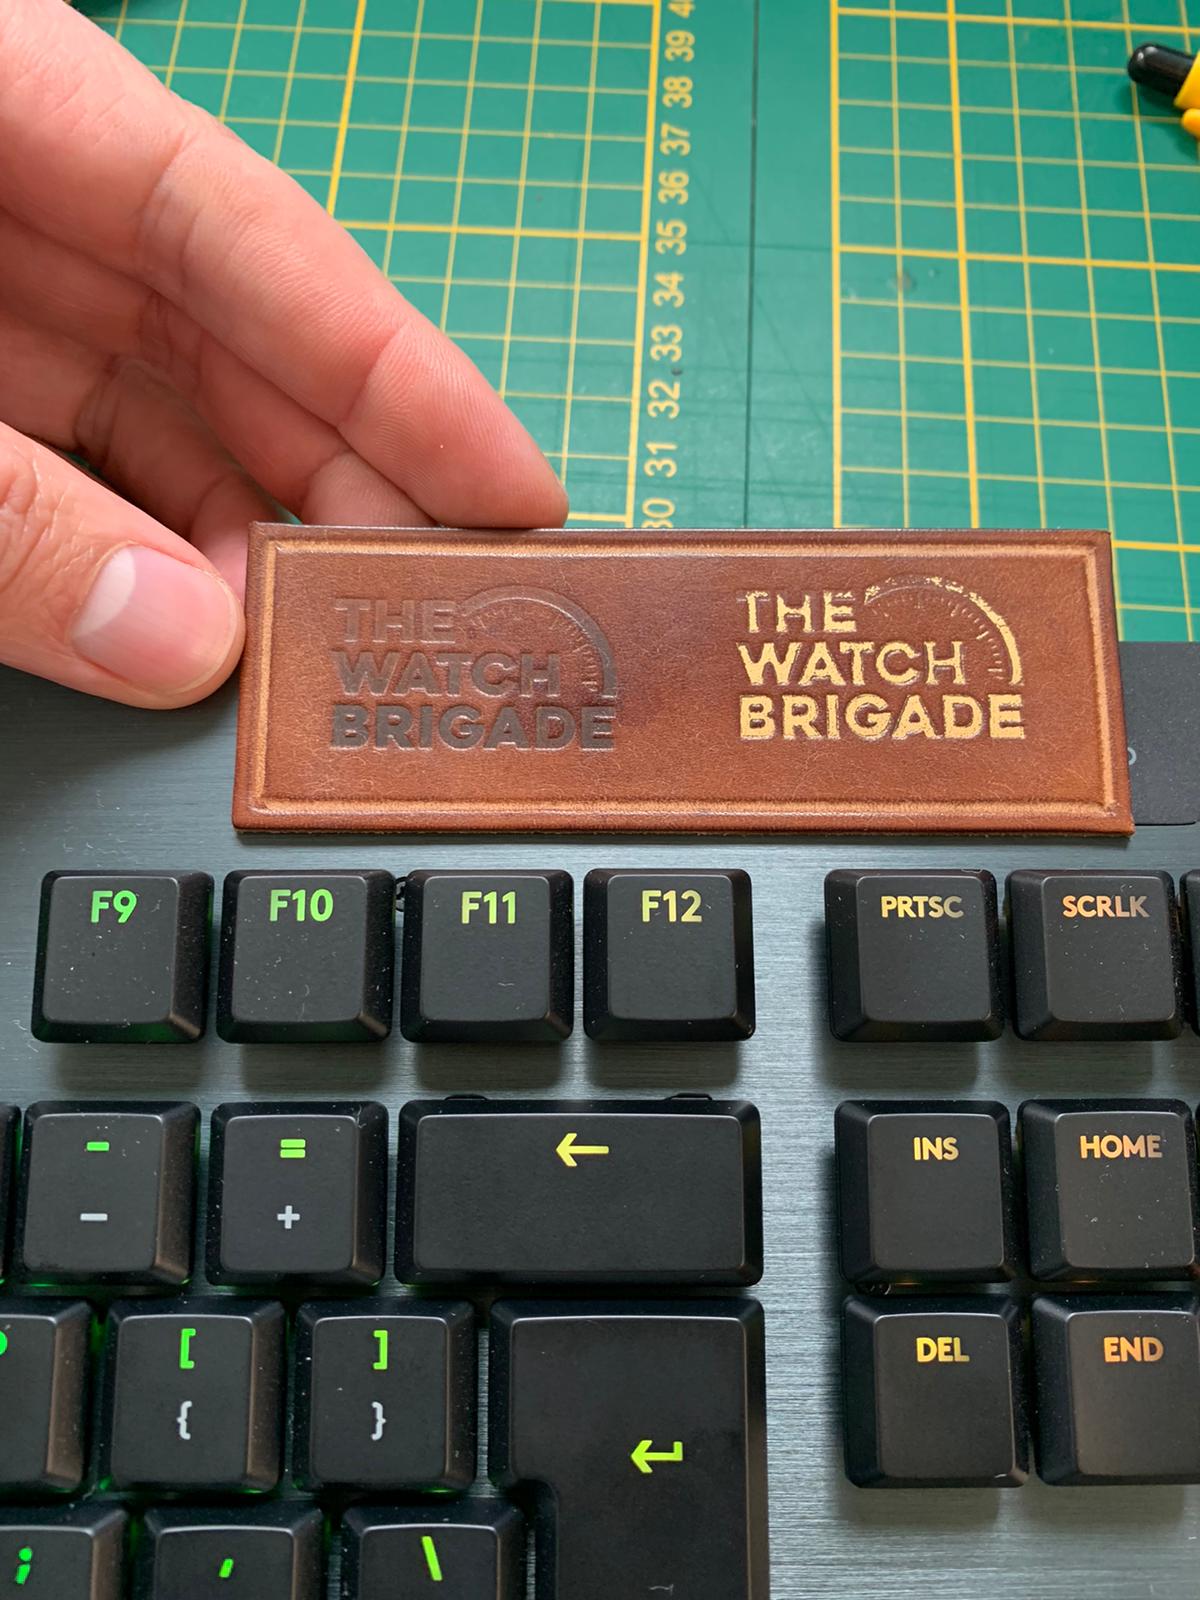 39
38
37
36
35
34
33
32
31
30
THE
WATCH
BRIGADE
THE
WATCH
BRIGADE
F9 F10 F11 F12 PRTSC SCRLK
- = ← INS HOME
_ +
[ ] DEL END
{ } ↵
; ' \